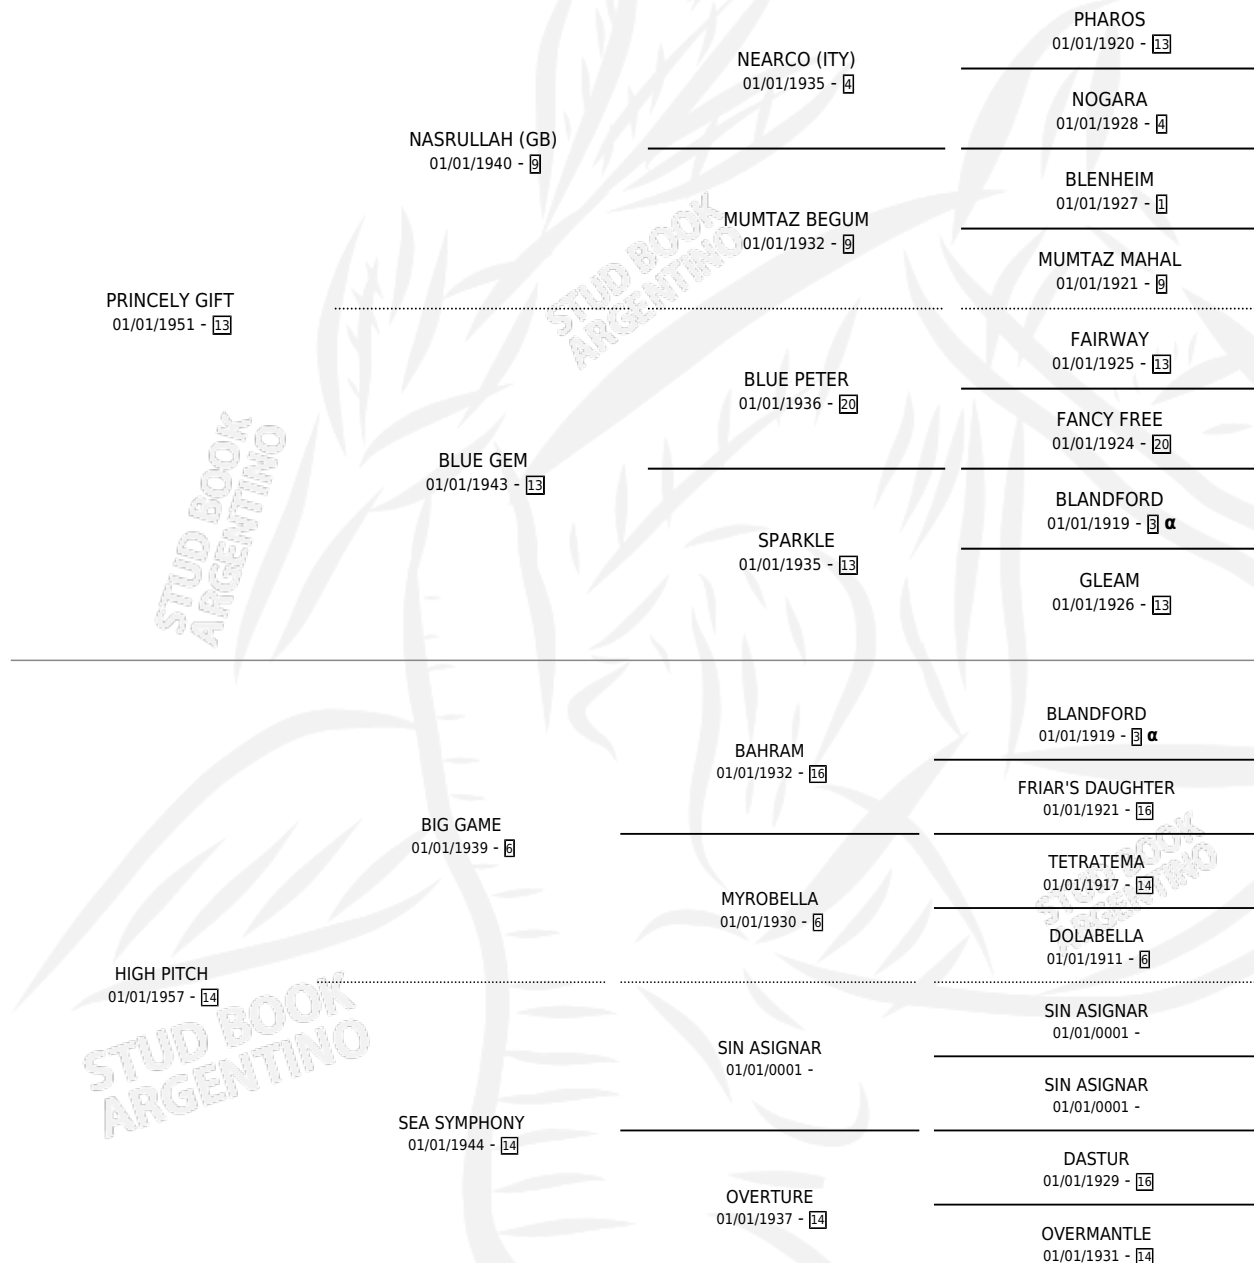 PHAROS
01/01/1920 - 13
NEARCO (ITY)
01/01/1935 - 4
NOGARA
01/01/1928 - 4
NASRULLAH (GB)
01/01/1940 - 9
BLENHEIM
01/01/1927 - 1
MUMTAZ BEGUM
01/01/1932 - 9
MUMTAZ MAHAL
01/01/1921 - 9
PRINCELY GIFT
01/01/1951 - 13
FAIRWAY
01/01/1925 - 13
BLUE PETER
01/01/1936 - 20
FANCY FREE
01/01/1924 - 20
BLUE GEM
01/01/1943 - 13
BLANDFORD
01/01/1919 - 3 α
SPARKLE
01/01/1935 - 13
GLEAM
01/01/1926 - 13
BLANDFORD
01/01/1919 - 3 α
BAHRAM
01/01/1932 - 16
FRIAR'S DAUGHTER
01/01/1921 - 16
BIG GAME
01/01/1939 - 6
TETRATEMA
01/01/1917 - 14
MYROBELLA
01/01/1930 - 6
DOLABELLA
01/01/1911 - 6
HIGH PITCH
01/01/1957 - 14
SIN ASIGNAR
01/01/0001 -
SIN ASIGNAR
01/01/0001 -
SIN ASIGNAR
01/01/0001 -
SEA SYMPHONY
01/01/1944 - 14
DASTUR
01/01/1929 - 16
OVERTURE
01/01/1937 - 14
OVERMANTLE
01/01/1931 - 14
STUD BOOK
ARGENTINO
STUD BOOK
ARGENTINO
STUD BOOK
ARGENTINO
STUD BOOK
ARGENTINO